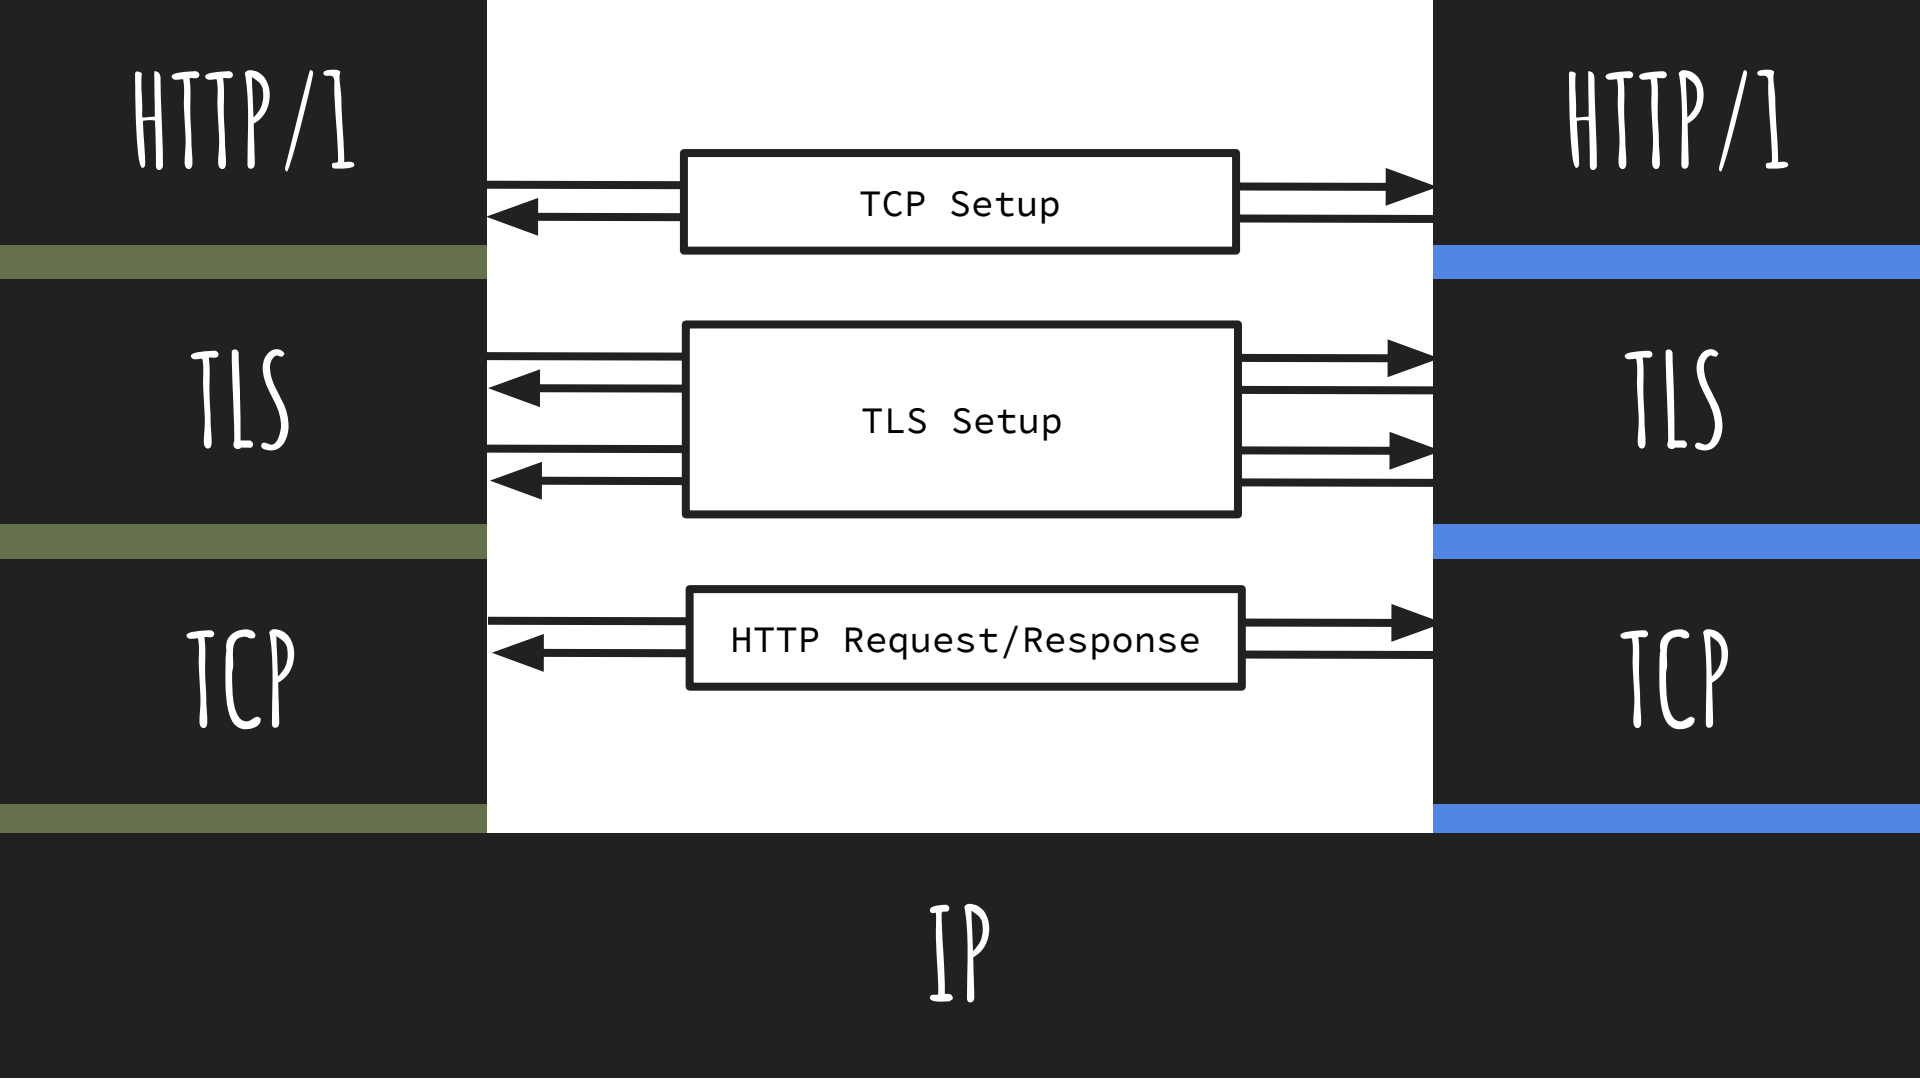 HTTP/1
HTTP/1
TCP Setup
TLS
TLS
TLS Setup
HTTP Request/Response
TCP
TCP
IP